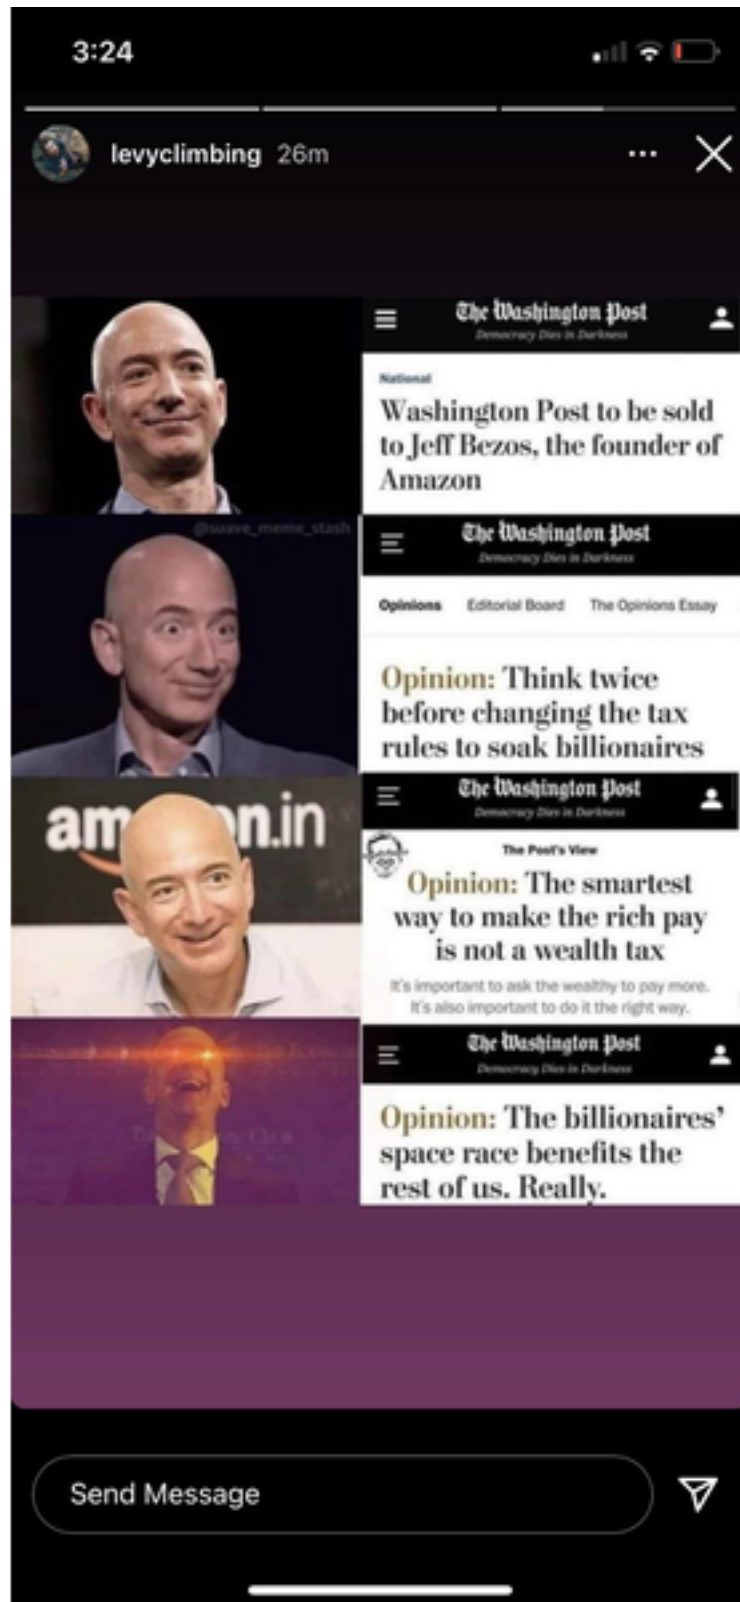 3:24
levyclimbing 26m
The Washington Post
Democracy Dies in Darkness
National
Washington Post to be sold
to Jeff Bezos, the founder of
Amazon
@suave_meme_stash
The Washington Post
Democracy Dies in Darkness
Opinions Editorial Board The Opinions Essay
Opinion: Think twice
before changing the tax
rules to soak billionaires
am on.in
The Washington Post
Democracy Dies in Darkness
The Post's View
Opinion: The smartest
way to make the rich pay
is not a wealth tax
It's important to ask the wealthy to pay more.
It's also important to do it the right way.
The Washington Post
Democracy Dies in Darkness
Opinion: The billionaires'
space race benefits the
rest of us. Really.
Send Message